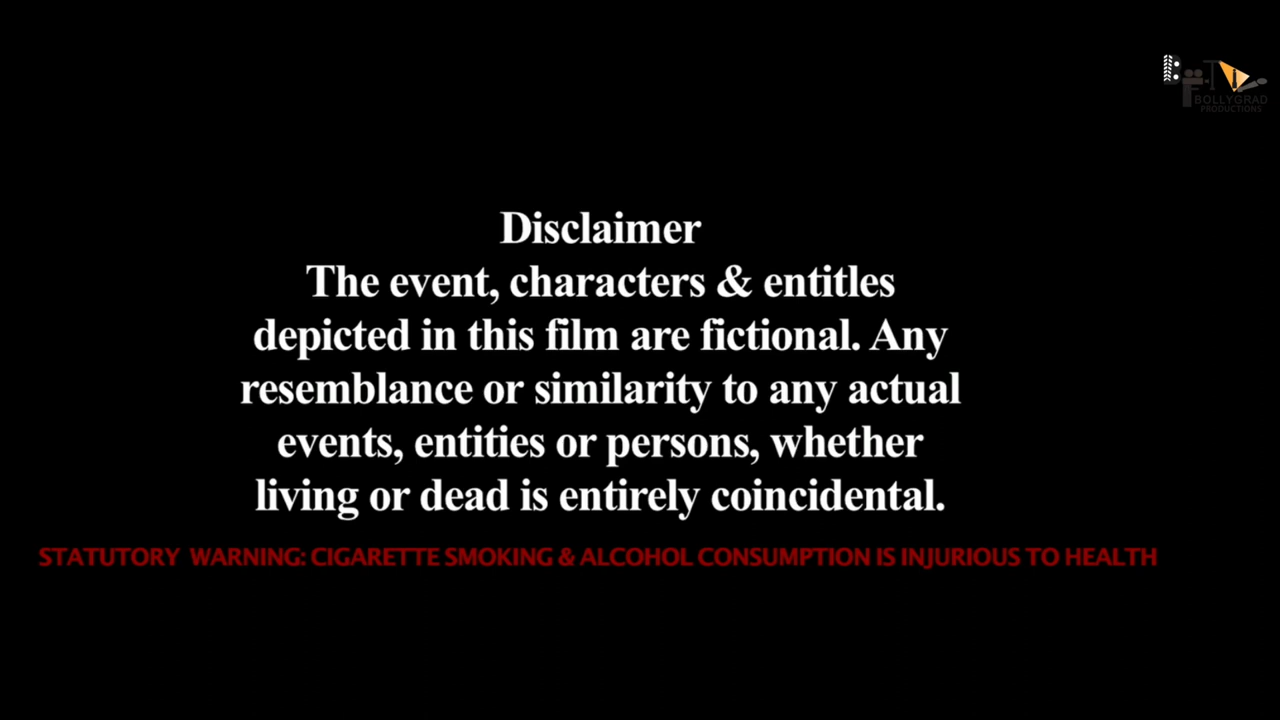 BOLLYGRAD
PRODUCTIONS
Disclaimer
The event, characters & entitles
depicted in this film are fictional. Any
resemblance or similarity to any actual
events, entities or persons, whether
living or dead is entirely coincidental.
STATUTORY WARNING: CIGARETTE SMOKING & ALCOHOL CONSUMPTION IS INJURIOUS TO HEALTH